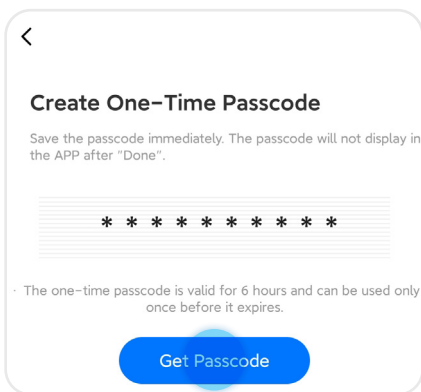 Create One-Time Passcode
Save the passcode immediately. The passcode will not display in
the APP after “Done”.
* * * * * * * * * *
· The one-time passcode is valid for 6 hours and can be used only
once before it expires.
Get Passcode